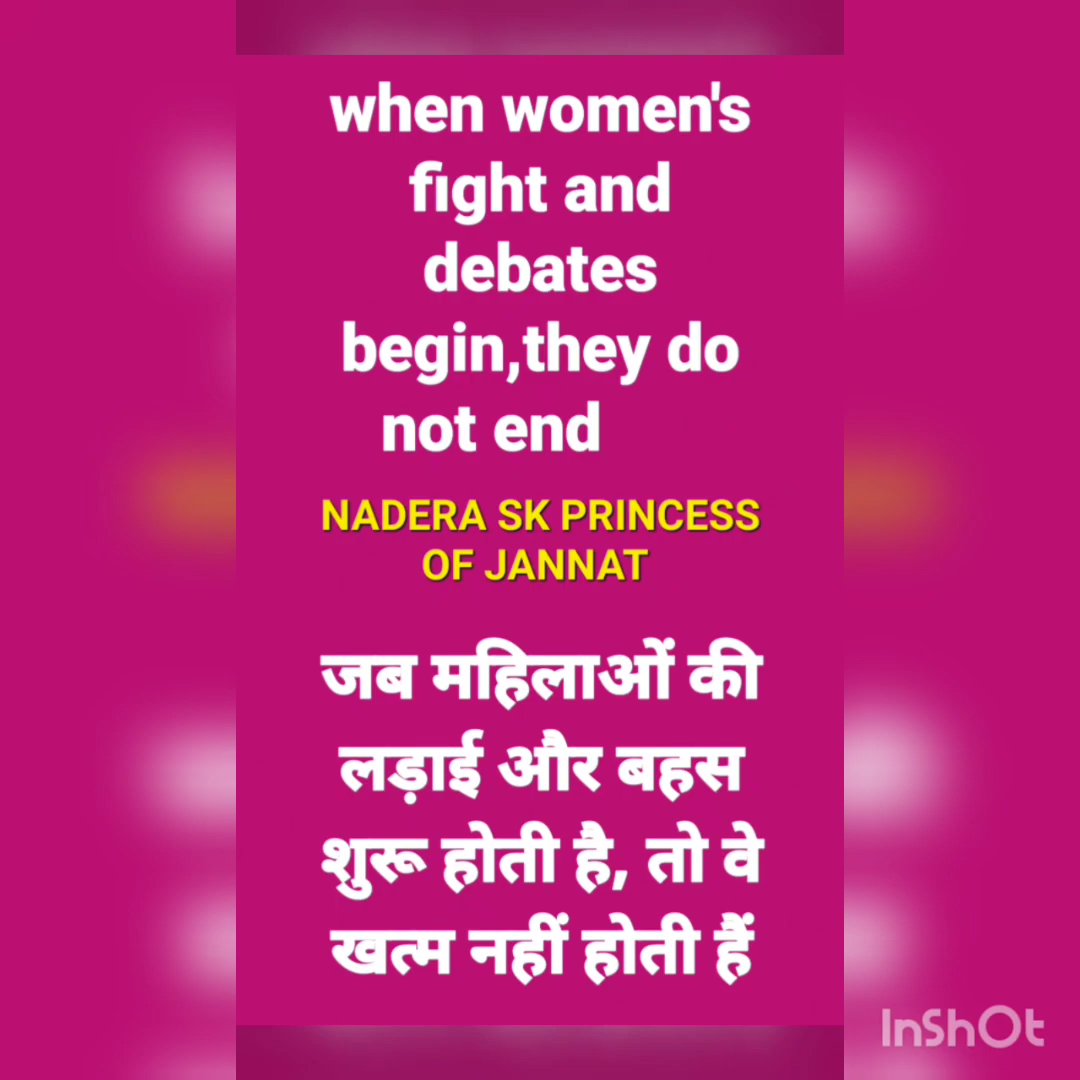 when women's
fight and
debates
begin,they do
not end
NADERA SK PRINCESS
OF JANNAT
जब महिलाओं की
लड़ाई और बहस
शुरू होती है, तो वे
खत्म नहीं होती हैं
InShOt